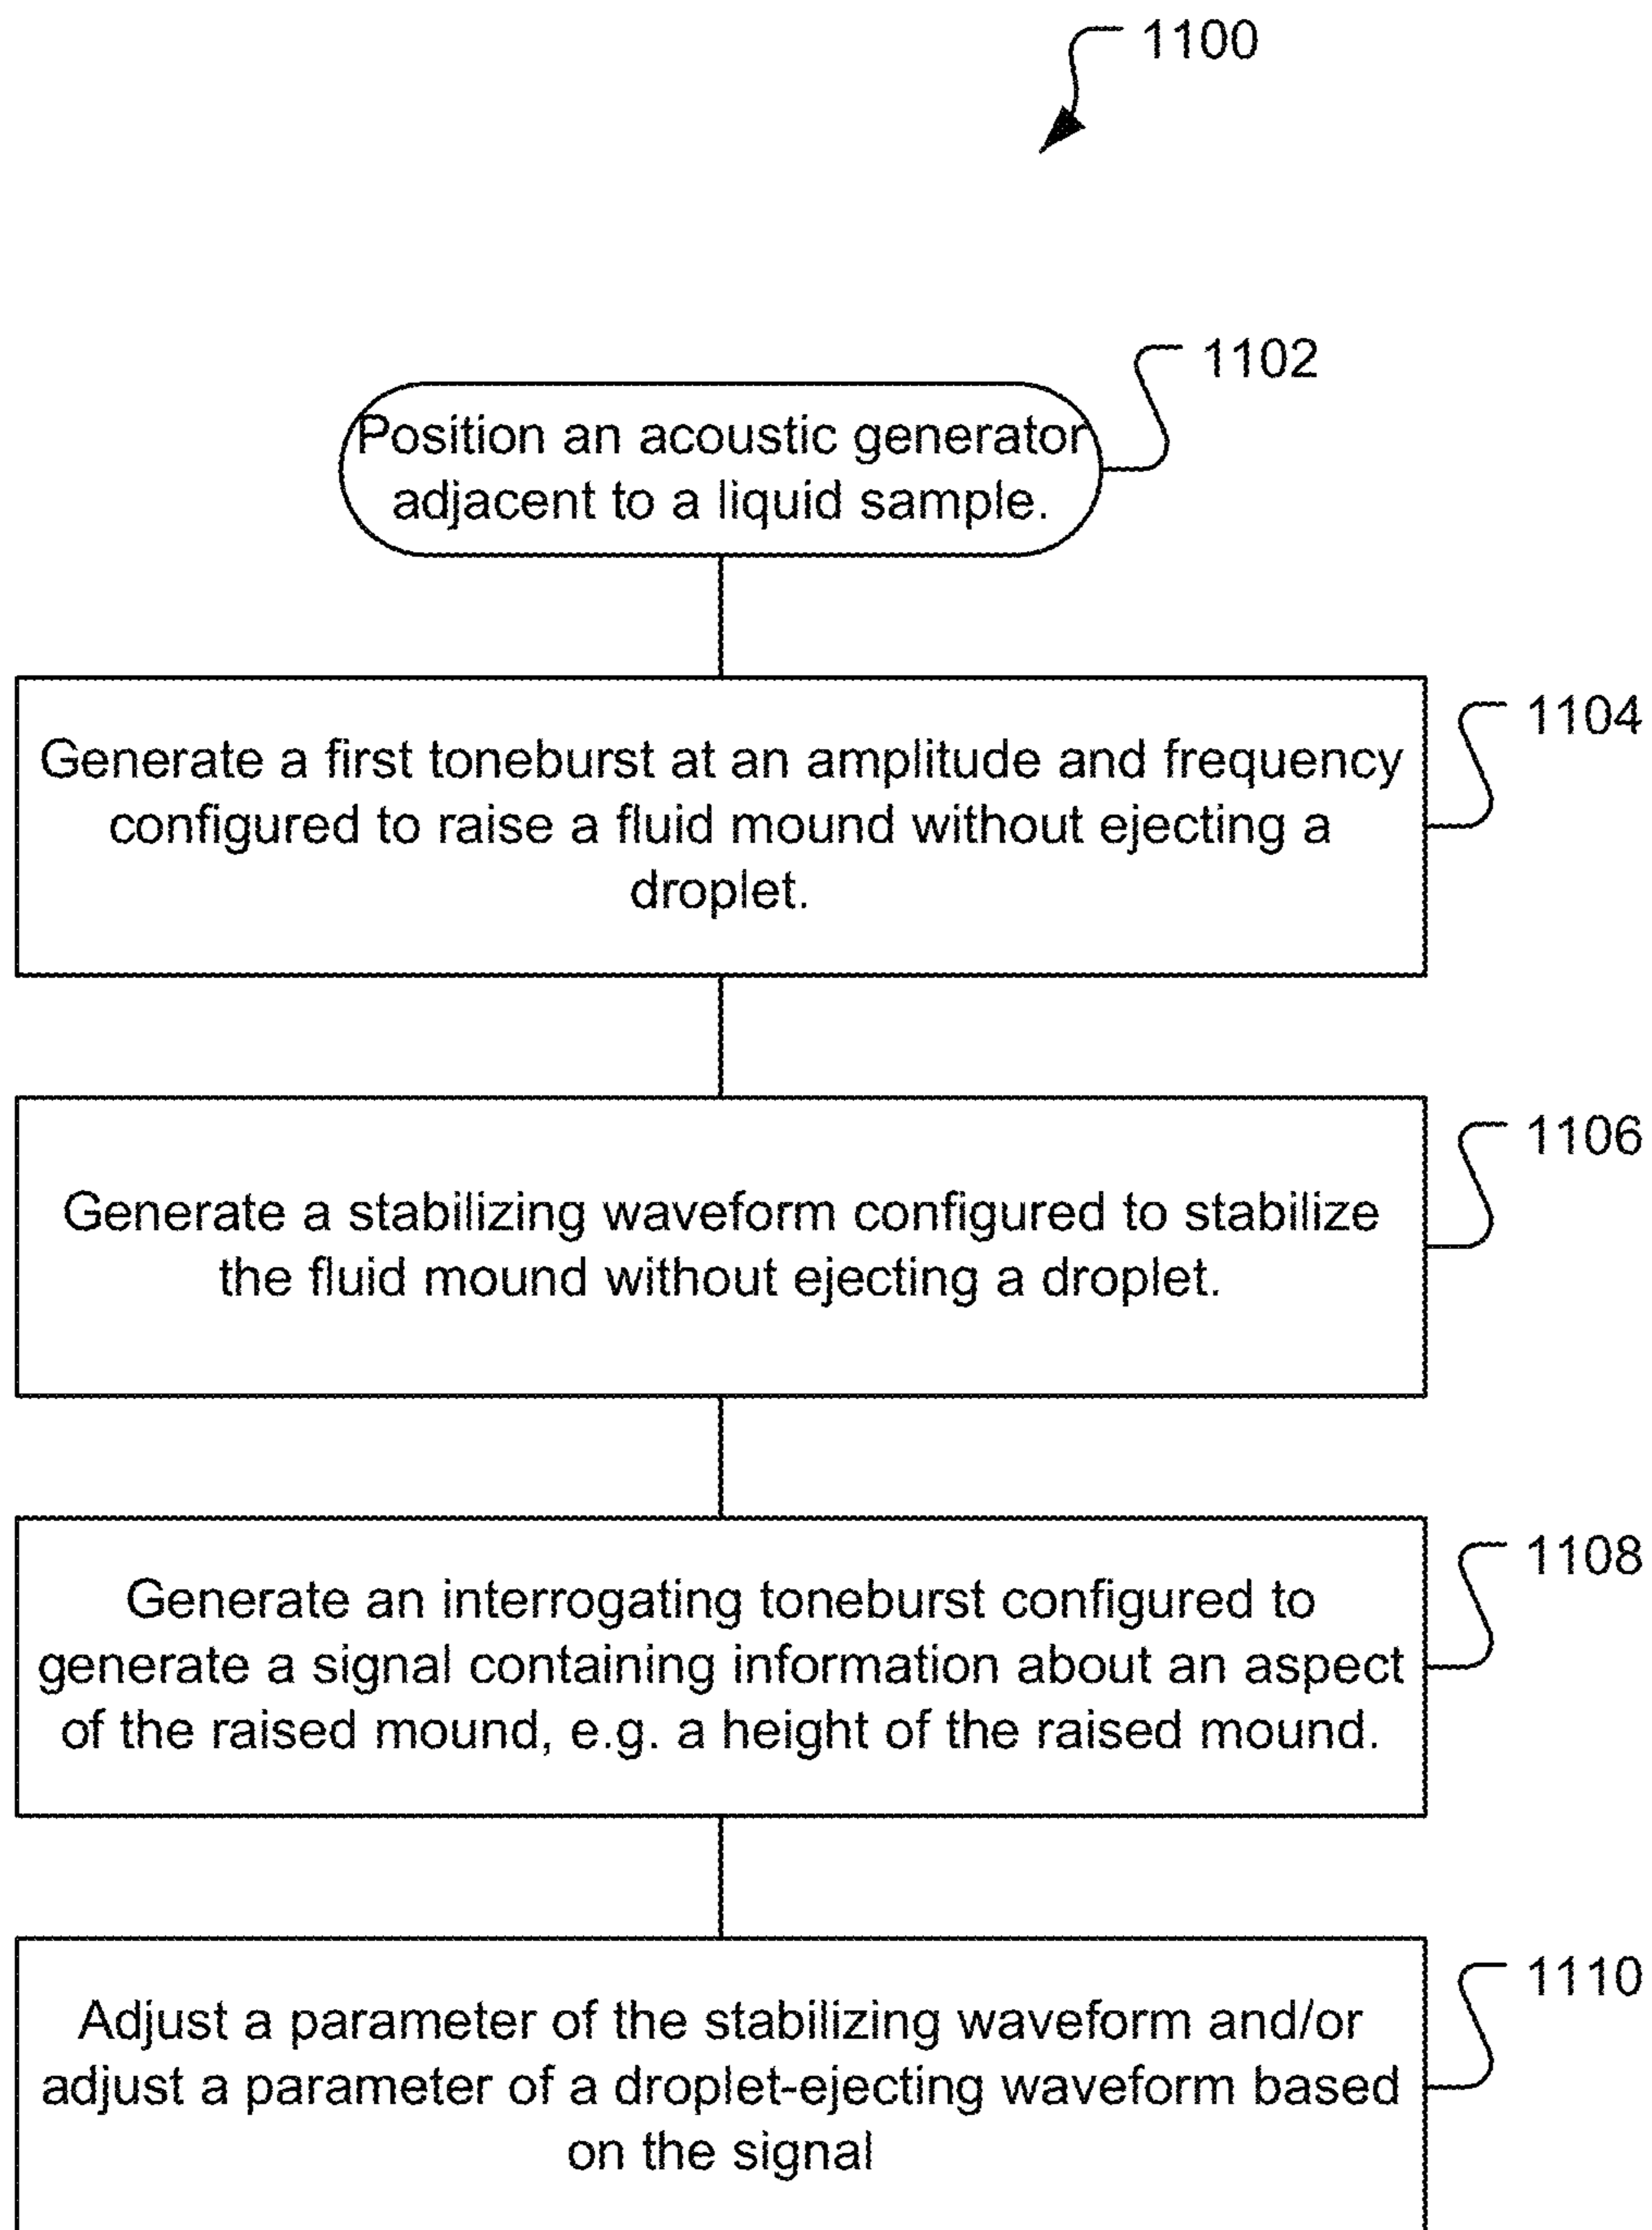 1100
1102
Position an acoustic generator
adjacent to a liquid sample.
1104
Generate a first toneburst at an amplitude and frequency
configured to raise a fluid mound without ejecting a
droplet.
1106
Generate a stabilizing waveform configured to stabilize
the fluid mound without ejecting a droplet.
1108
Generate an interrogating toneburst configured to
generate a signal containing information about an aspect
of the raised mound, e.g. a height of the raised mound.
1110
Adjust a parameter of the stabilizing waveform and/or
adjust a parameter of a droplet-ejecting waveform based
on the signal